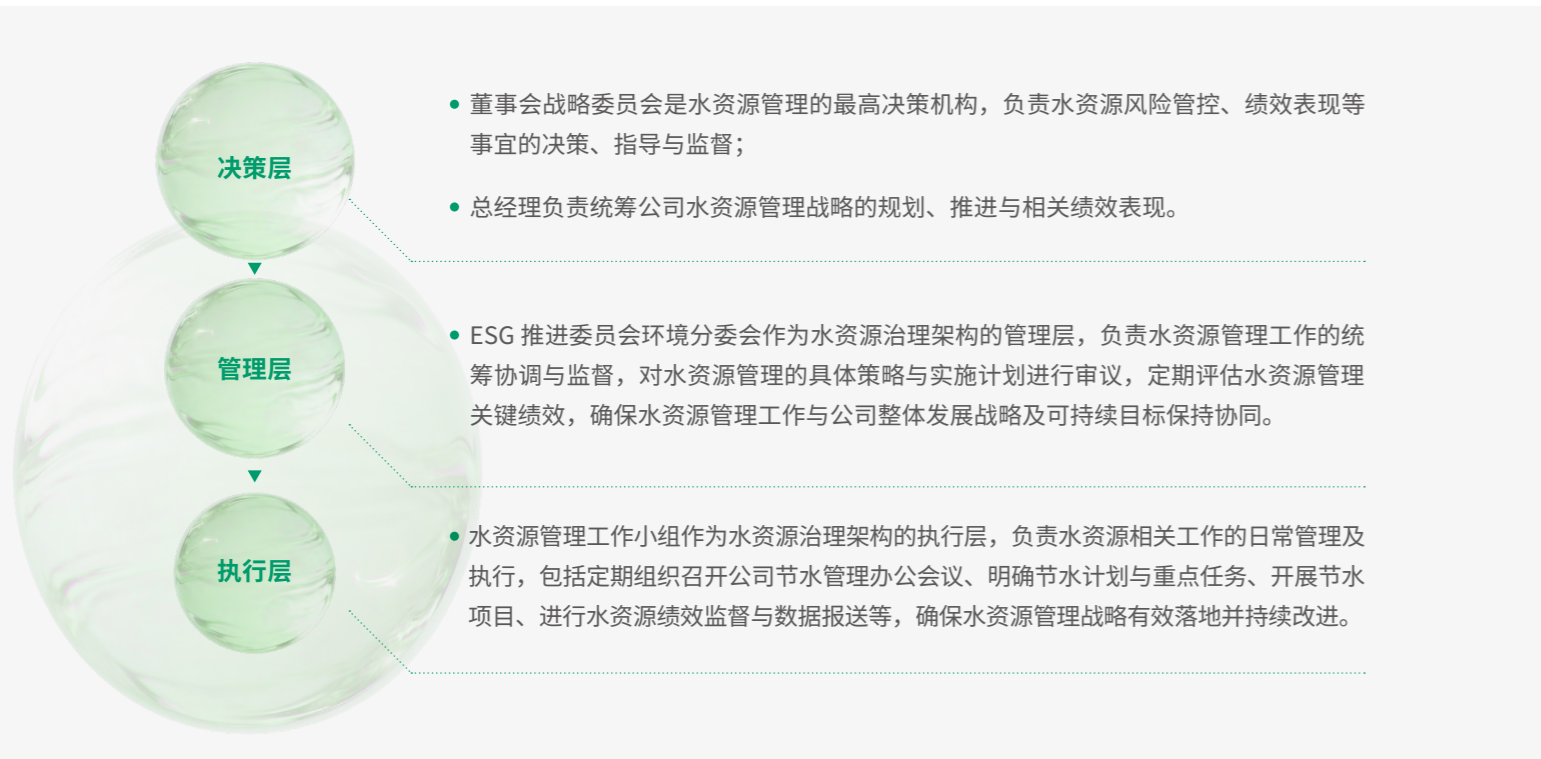 决策层
董事会战略委员会是水资源管理的最高决策机构，负责水资源风险管控、绩效表现等
事宜的决策、指导与监督；
总经理负责统筹公司水资源管理战略的规划、推进与相关绩效表现。
管理层
ESG 推进委员会环境分委会作为水资源治理架构的管理层，负责水资源管理工作的统
筹协调与监督，对水资源管理的具体策略与实施计划进行审议，定期评估水资源管理
关键绩效，确保水资源管理工作与公司整体发展战略及可持续目标保持协同。
执行层
水资源管理工作小组作为水资源治理架构的执行层，负责水资源相关工作的日常管理及
执行，包括定期组织召开公司节水管理办公会议、明确节水计划与重点任务、开展节水
项目、进行水资源绩效监督与数据报送等，确保水资源管理战略有效落地并持续改进。